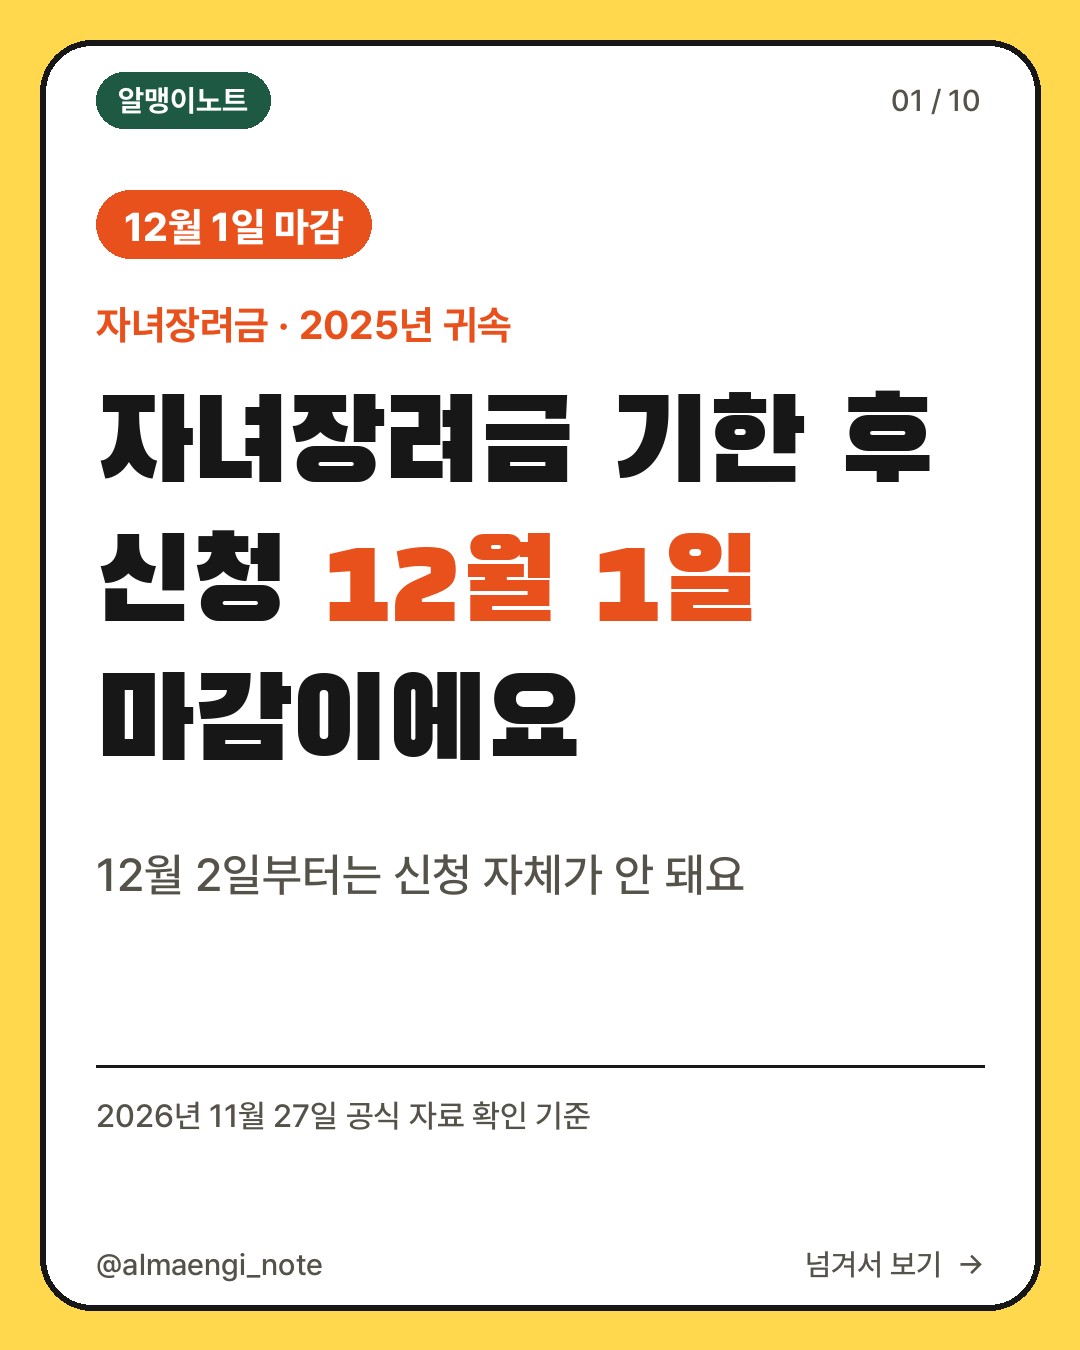 알맹이노트
01 / 10
12월 1일 마감
자녀장려금 · 2025년 귀속
자녀장려금 기한 후
신청 12월 1일
마감이에요
12월 2일부터는 신청 자체가 안 돼요
2026년 11월 27일 공식 자료 확인 기준
@almaengi_note
넘겨서 보기 →